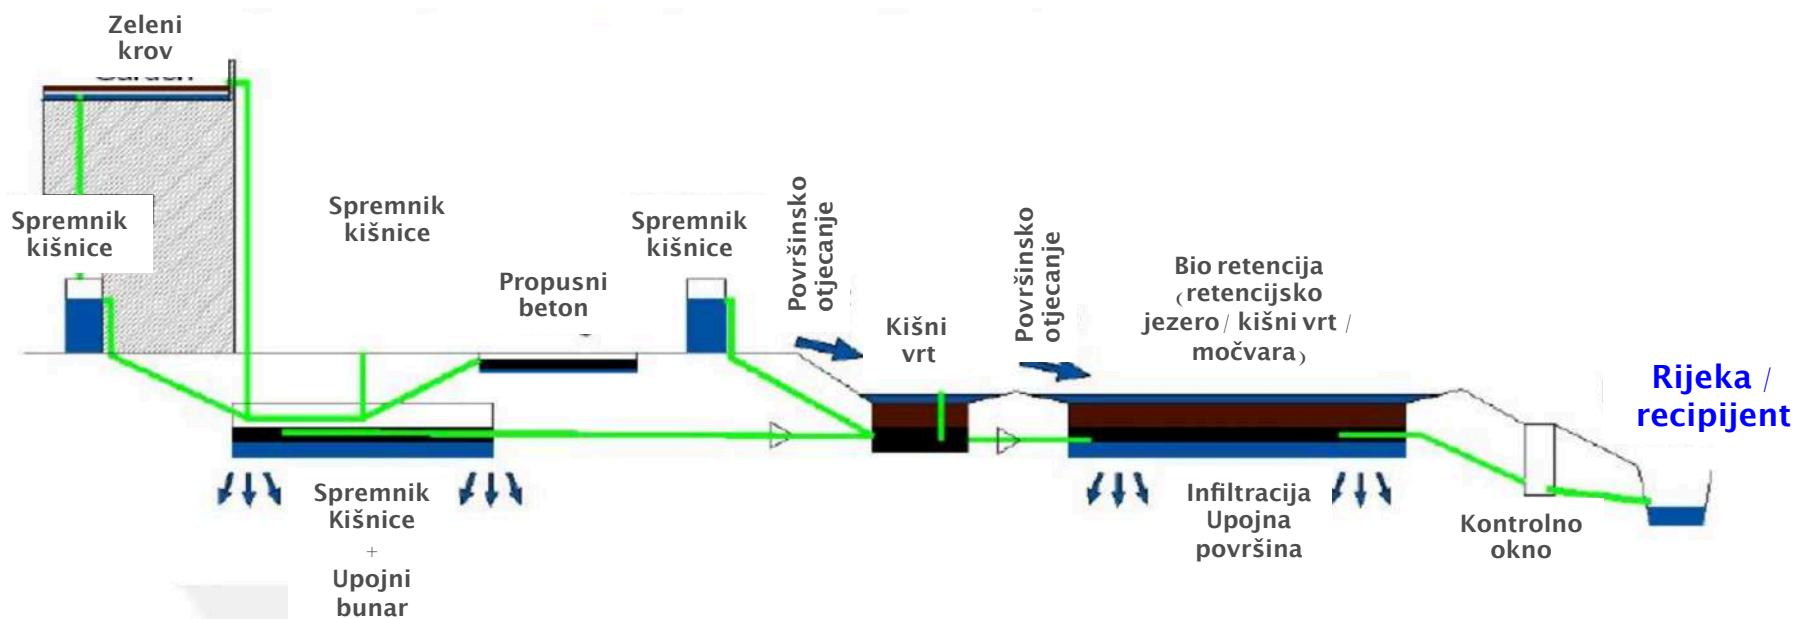 Zeleni
krov
Spremnik
kišnice
Spremnik
kišnice
Propusni
beton
Spremnik
kišnice
Površinsko
otjecanje
Kišni
vrt
Površinsko
otjecanje
Bio retencija
(retencijsko
jezero/ kišni vrt /
močvara)
Rijeka /
recipijent
Spremnik
Kišnice
+
Upojni
bunar
Infiltracija
Upojna
površina
Kontrolno
okno